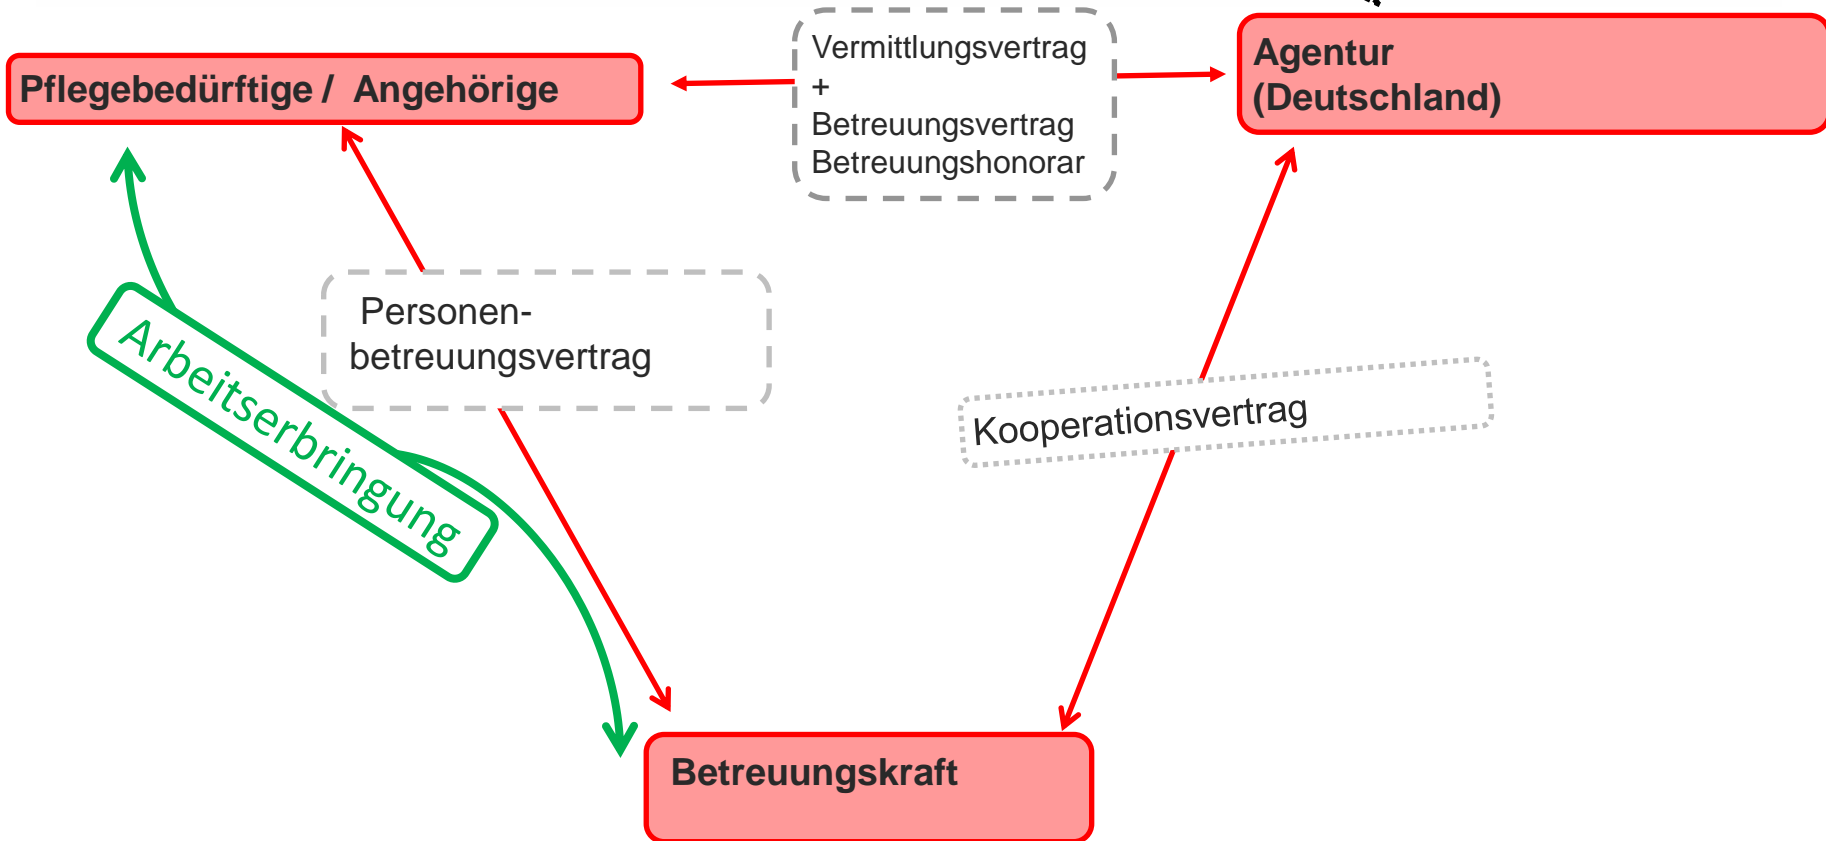 Pflegebedürftige / Angehörige
Vermittlungsvertrag
+
Betreuungsvertrag
Betreuungshonorar
Agentur
(Deutschland)
Personen-
betreuungsvertrag
Arbeitserbringung
Kooperationsvertrag
Betreuungskraft